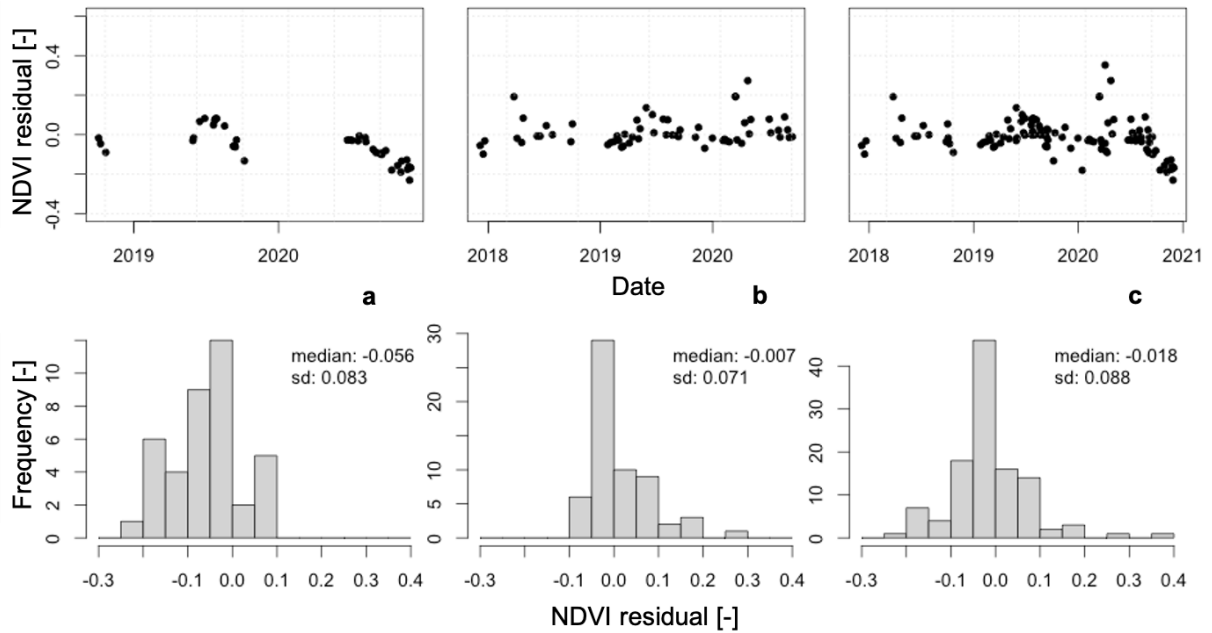 NDVI residual [-]
0.4
0.0
-0.4
2019 2020
2018 2019 2020
2018 2019 2020 2021
Date
a b c
Frequency [-]
10
8
6
4
2
0
median: -0.056
sd: 0.083
-0.3 -0.1 0.0 0.1 0.2 0.3 0.4
30
20
10
5
0
median: -0.007
sd: 0.071
-0.3 -0.1 0.0 0.1 0.2 0.3 0.4
40
30
20
10
0
median: -0.018
sd: 0.088
-0.3 -0.1 0.0 0.1 0.2 0.3 0.4
NDVI residual [-]